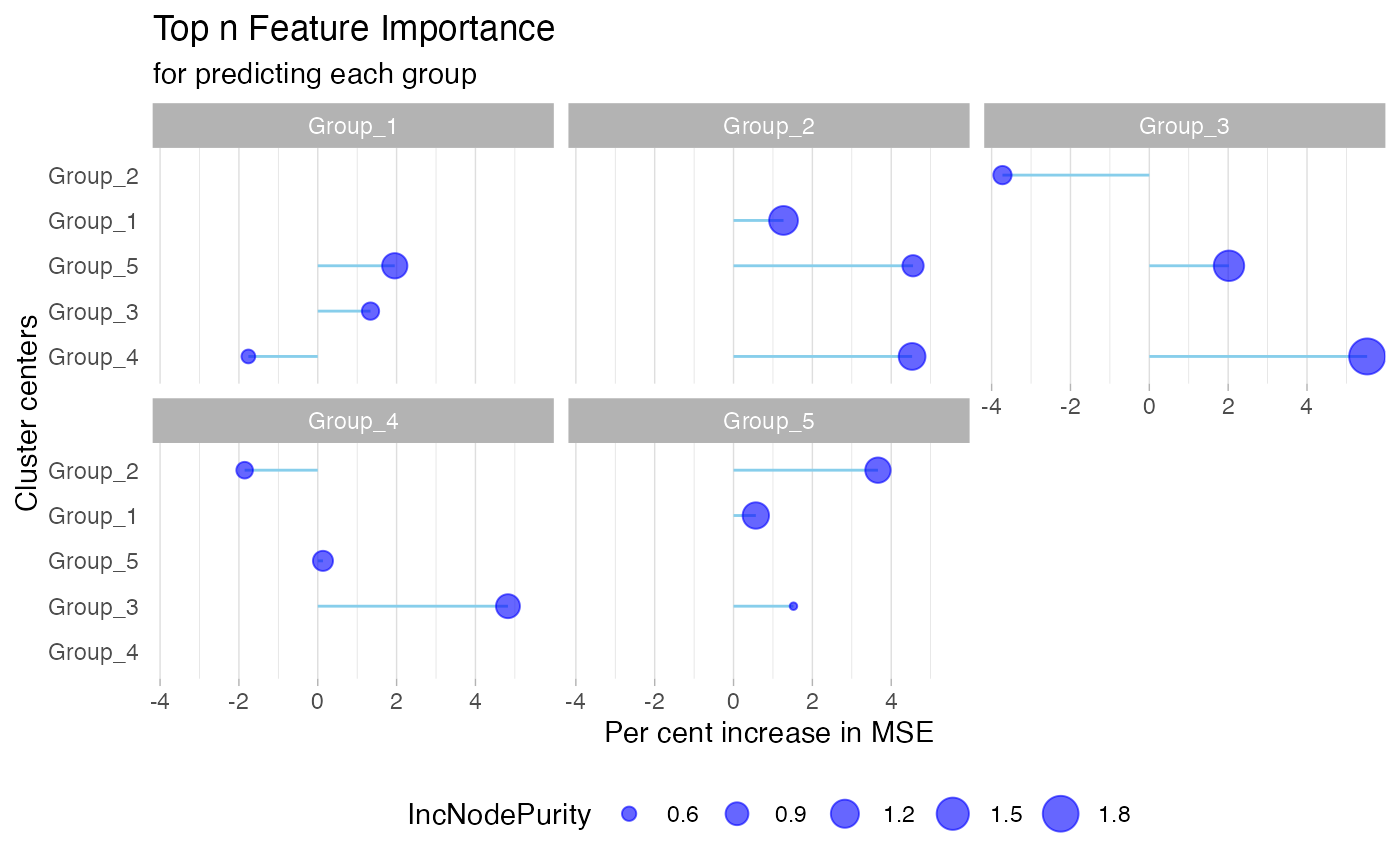 Top n Feature Importance
for predicting each group
Group_1 Group_2 Group_3
Group_2
Group_1
Group_5
Group_3
Group_4
-4 -2 0 2 4
Group_4 Group_5
Group_2
Group_1
Group_5
Group_3
Group_4
-4 -2 0 2 4 -4 -2 0 2 4
Cluster centers
Per cent increase in MSE
IncNodePurity 0.6 0.9 1.2 1.5 1.8